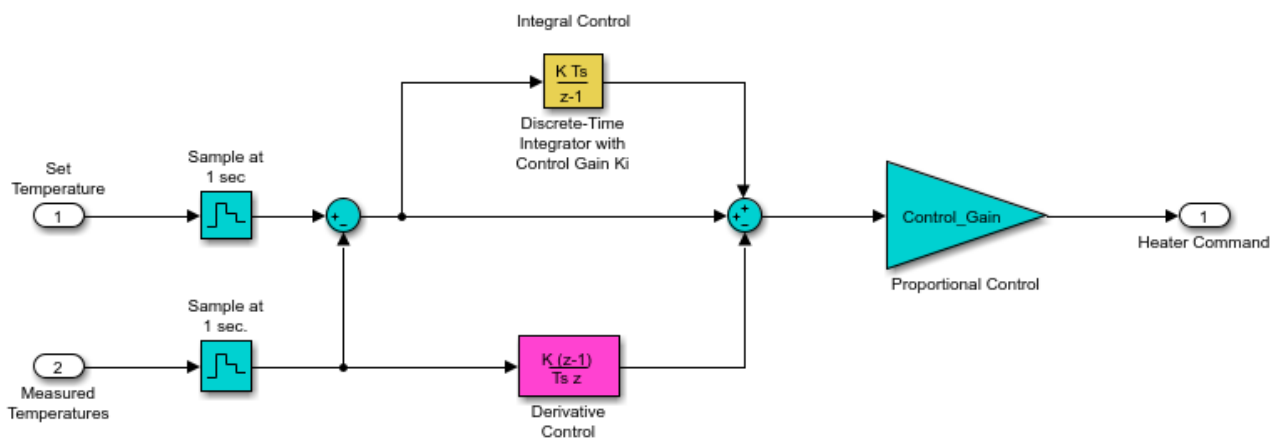 Integral Control
K Ts
z-1
Discrete-Time
Integrator with
Control Gain Ki
Set
Temperature
1
Sample at
1 sec
+
−
+
+
−
Control_Gain
Proportional Control
1
Heater Command
Sample at
1 sec.
2
Measured
Temperatures
K (z-1)
Ts z
Derivative
Control